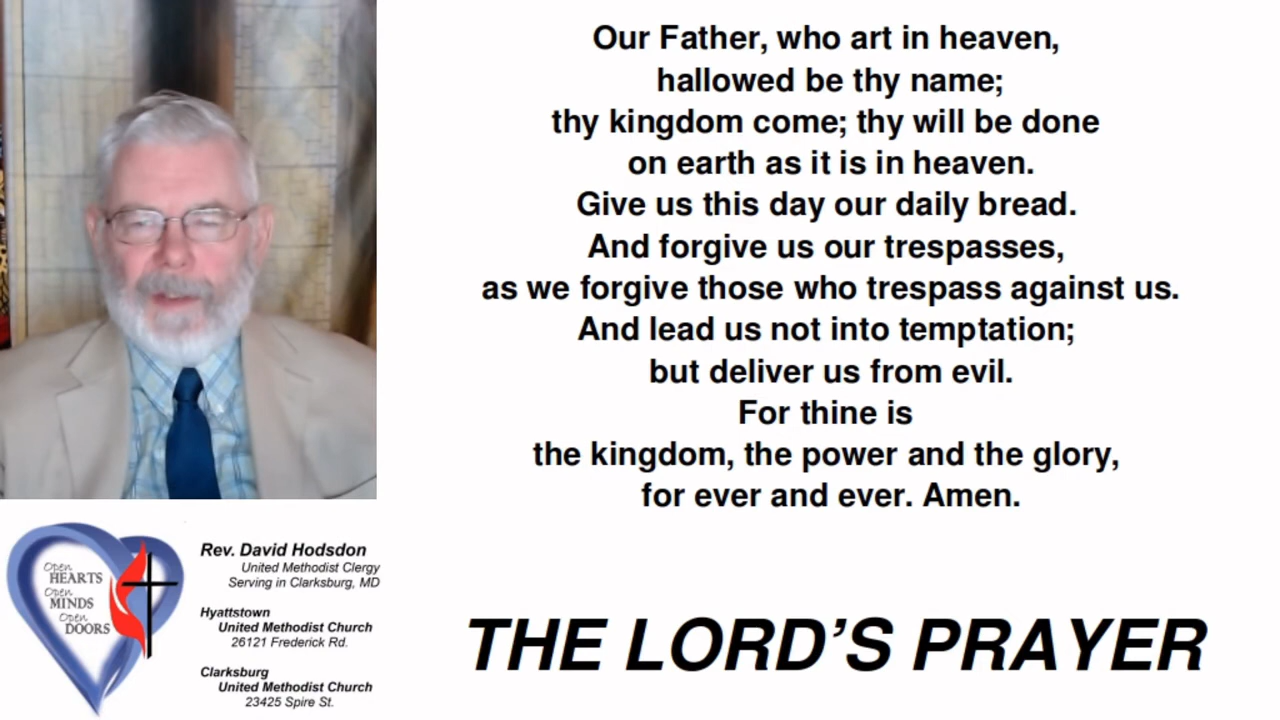 Our Father, who art in heaven,
hallowed be thy name;
thy kingdom come; thy will be done
on earth as it is in heaven.
Give us this day our daily bread.
And forgive us our trespasses,
as we forgive those who trespass against us.
And lead us not into temptation;
but deliver us from evil.
For thine is
the kingdom, the power and the glory,
for ever and ever. Amen.
THE LORD'S PRAYER
Open
HEARTS
Open
MINDS
Open
DOORS
Rev. David Hodsdon
United Methodist Clergy
Serving in Clarksburg, MD
Hyattstown
United Methodist Church
26121 Frederick Rd.
Clarksburg
United Methodist Church
23425 Spire St.